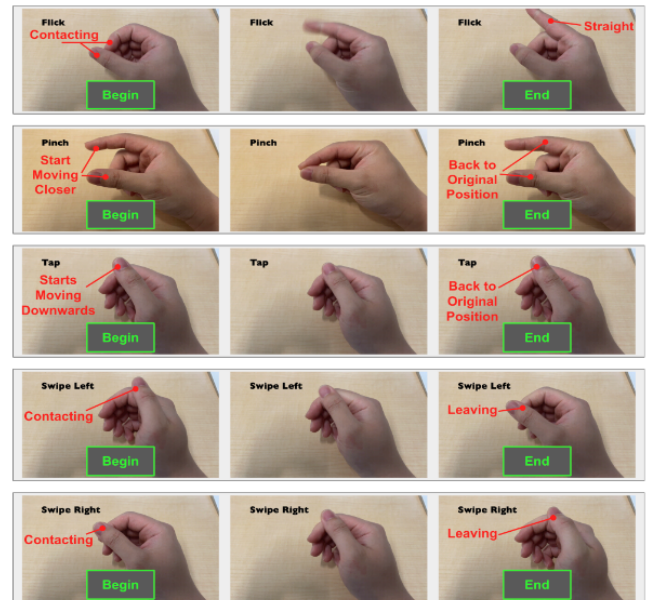 Flick
Contacting
Begin
Flick
Flick
Straight
End
Pinch
Start
Moving
Closer
Begin
Pinch
Pinch
Back to
Original
Position
End
Tap
Starts
Moving
Downwards
Begin
Tap
Tap
Back to
Original
Position
End
Swipe Left
Contacting
Begin
Swipe Left
Swipe Left
Leaving
End
Swipe Right
Contacting
Begin
Swipe Right
Swipe Right
Leaving
End